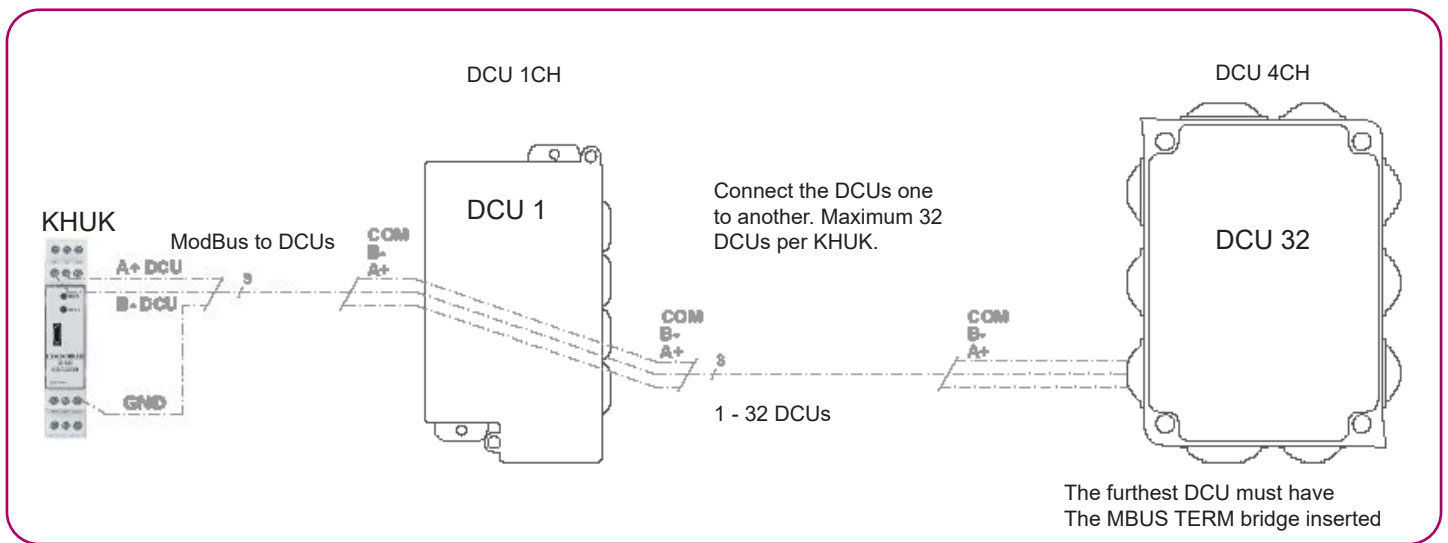 DCU 1CH
DCU 4CH
KHUK
ModBus to DCUs
DCU 1
Connect the DCUs one
to another. Maximum 32
DCUs per KHUK.
DCU 32
A+ DCU
B- DCU
GND
3
COM
B-
A+
COM
B-
A+
3
COM
B-
A+
1 - 32 DCUs
The furthest DCU must have
The MBUS TERM bridge inserted